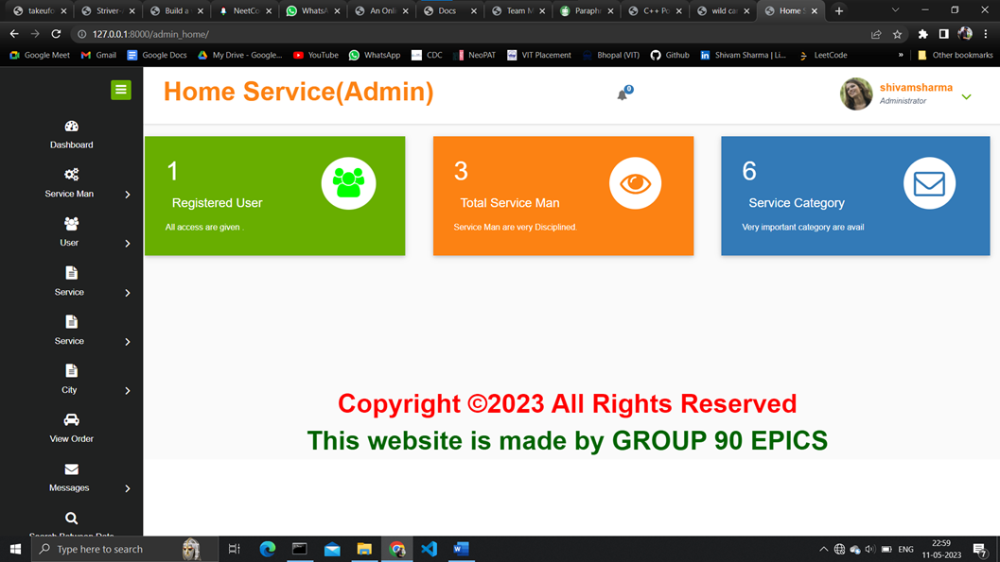 takeufo
Striver-
Build a
NeetCo
WhatsA
An Onli
Docs
Team M
Paraphr
C++ Po
wild ca
Home S
127.0.0.1:8000/admin_home/
Google Meet
Gmail
Google Docs
My Drive - Google...
YouTube
WhatsApp
CDC
NeoPAT
VIT Placement
Bhopal (VIT)
Github
Shivam Sharma | Li...
LeetCode
»
Other bookmarks
Home Service(Admin)
0
shivamsharma
Administrator
Dashboard
Service Man
User
Service
Service
City
View Order
Messages
Search Between Date
1
Registered User
All access are given .
3
Total Service Man
Service Man are very Disciplined.
6
Service Category
Very important category are avail
Copyright ©2023 All Rights Reserved
This website is made by GROUP 90 EPICS
Type here to search
ENG
22:59
11-05-2023
7